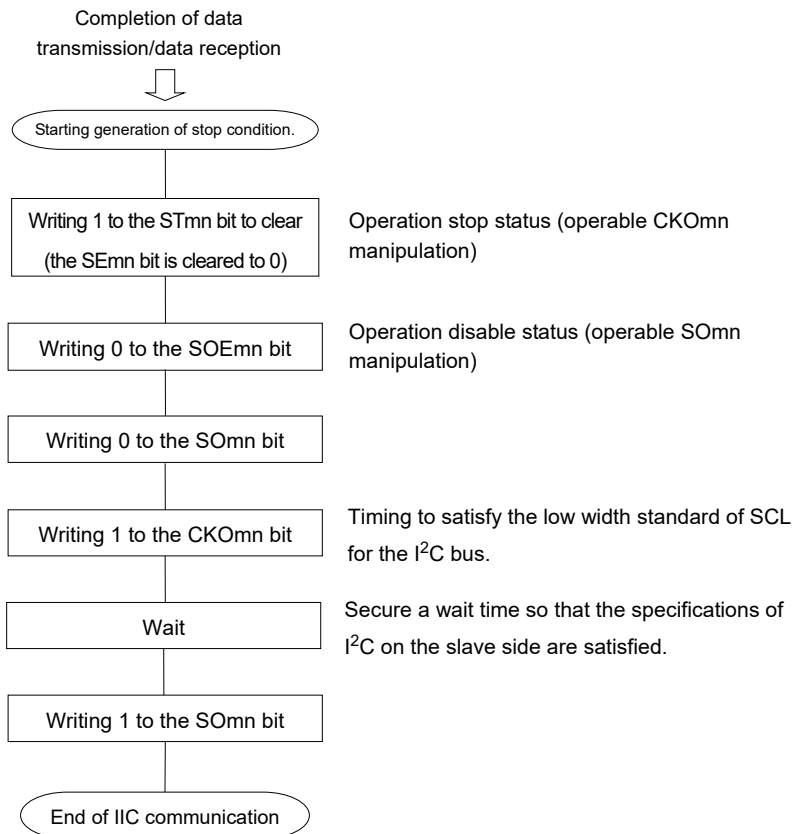 Completion of data
transmission/data reception
Starting generation of stop condition.
Writing 1 to the STmn bit to clear
(the SEmn bit is cleared to 0)
Operation stop status (operable CKOmn
manipulation)
Writing 0 to the SOEmn bit
Operation disable status (operable SOmn
manipulation)
Writing 0 to the SOmn bit
Writing 1 to the CKOmn bit
Timing to satisfy the low width standard of SCL
for the I²C bus.
Wait
Secure a wait time so that the specifications of
I²C on the slave side are satisfied.
Writing 1 to the SOmn bit
End of IIC communication